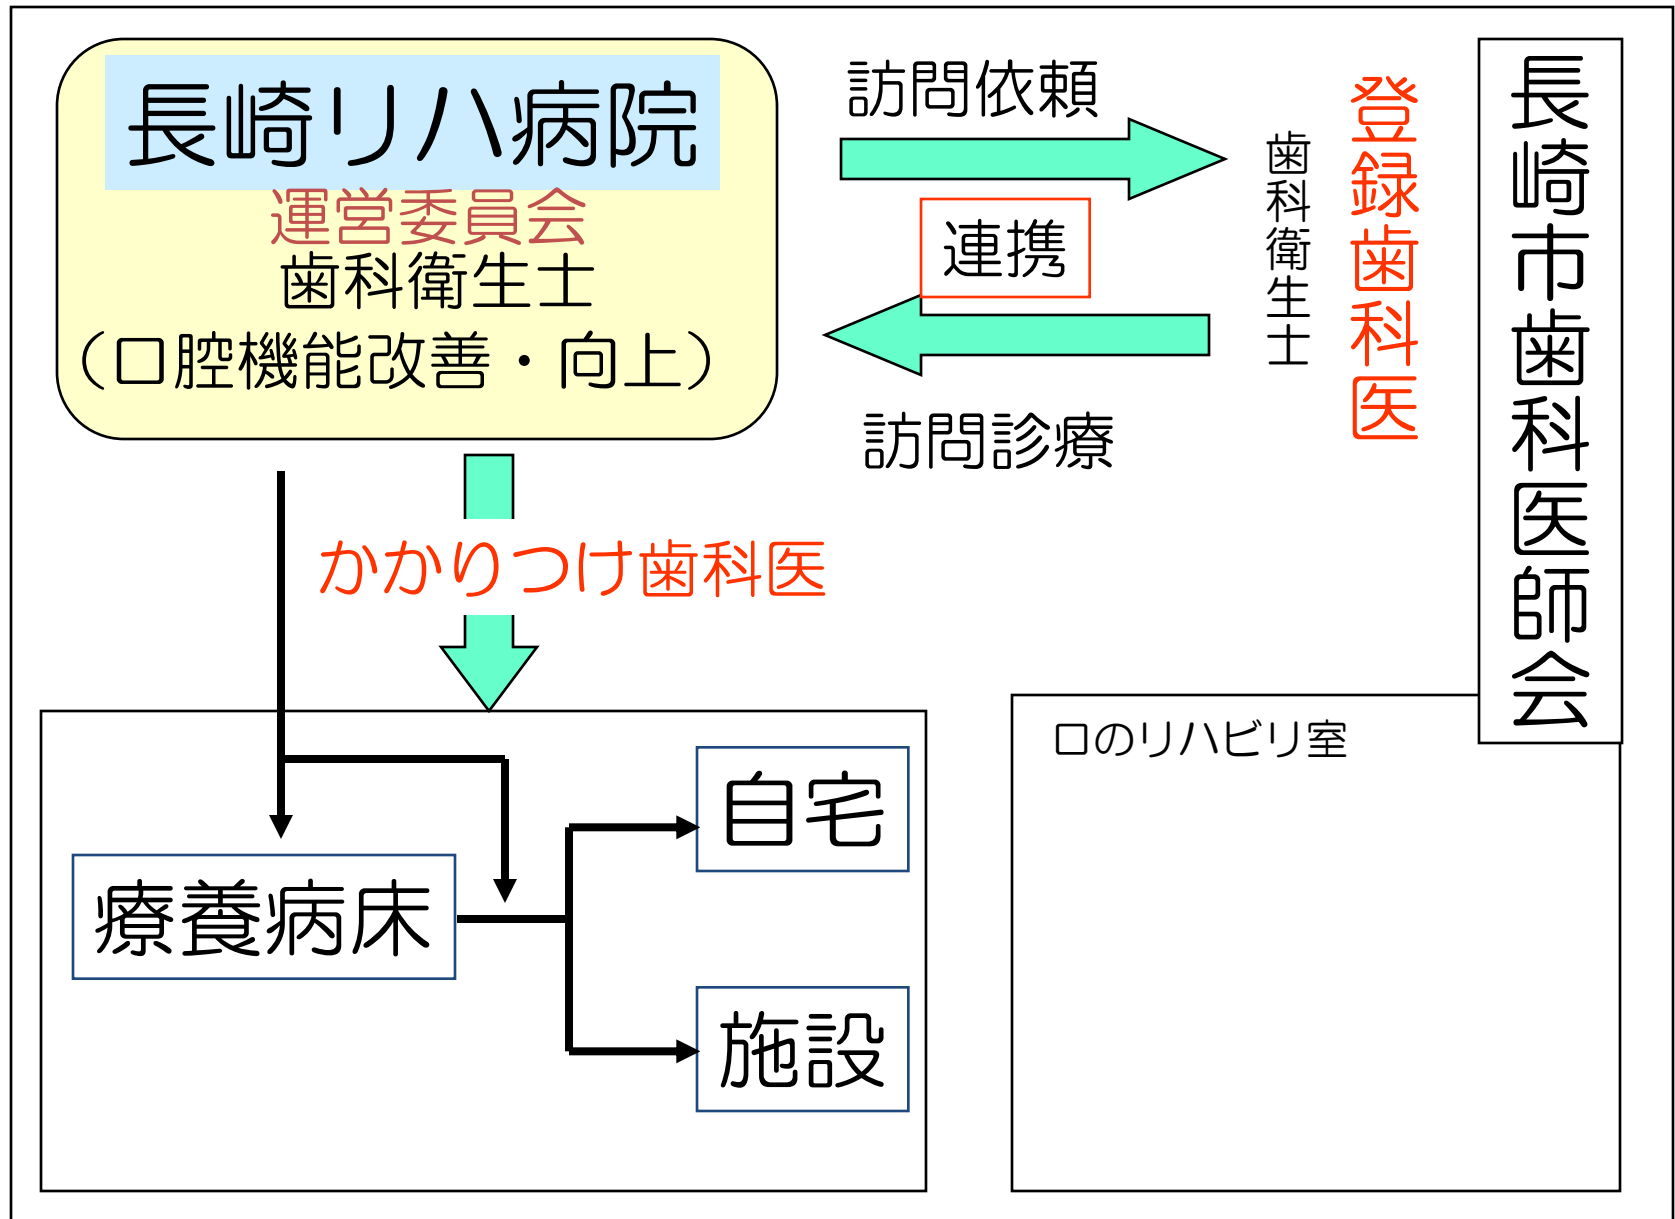 長崎リハ病院
運営委員会
歯科衛生士
（口腔機能改善・向上）
訪問依頼
連携
訪問診療
歯科衛生士
登録歯科医
長崎市歯科医師会
かかりつけ歯科医
口のリハビリ室
自宅
療養病床
施設